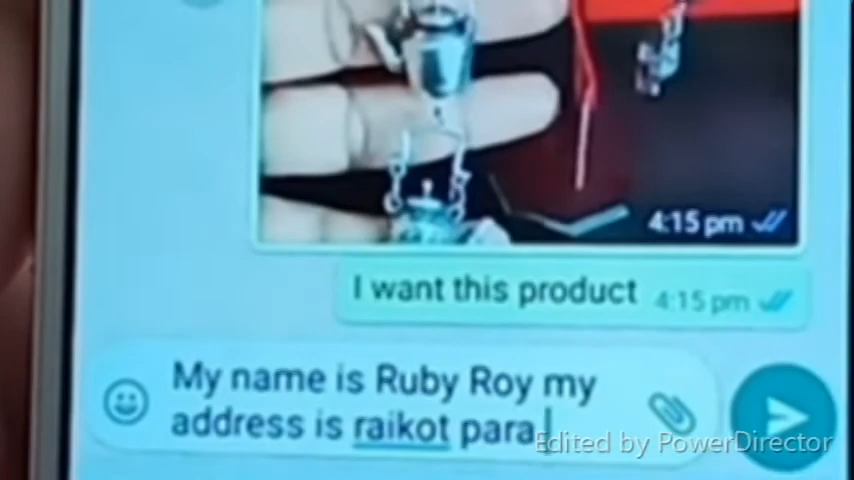 4:15 pm
I want this product 4:15 pm
My name is Ruby Roy my
address is raikot para
Edited by PowerDirector